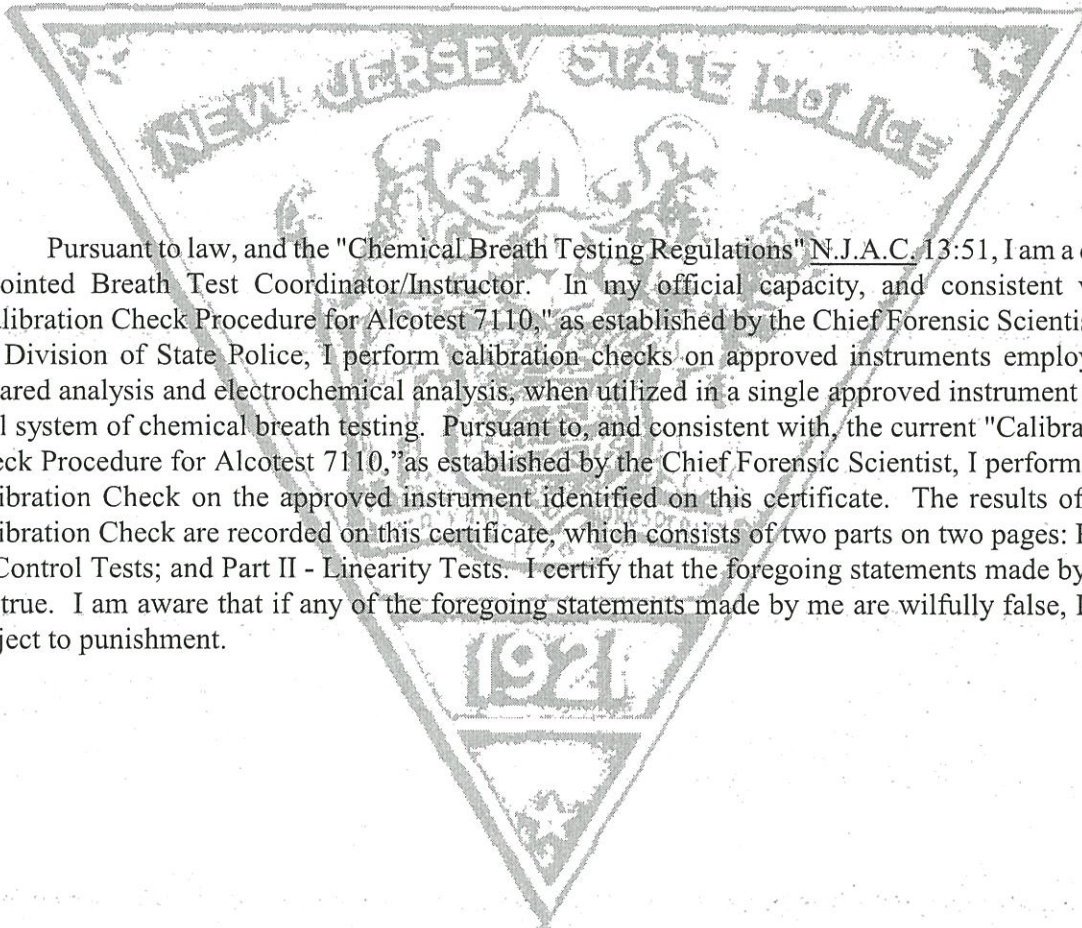 NEW JERSEY STATE POLICE
Pursuant to law, and the "Chemical Breath Testing Regulations" N.J.A.C. 13:51, I am a
ointed Breath Test Coordinator/Instructor. In my official capacity, and consistent
libration Check Procedure for Alcotest 7110," as established by the Chief Forensic Scientis
Division of State Police, I perform calibration checks on approved instruments employ
ared analysis and electrochemical analysis, when utilized in a single approved instrument
l system of chemical breath testing. Pursuant to, and consistent with, the current "Calibra
eck Procedure for Alcotest 7110,”as established by the Chief Forensic Scientist, I perform
ibration Check on the approved instrument identified on this certificate. The results of
ibration Check are recorded on this certificate, which consists of two parts on two pages:
Control Tests; and Part II - Linearity Tests. I certify that the foregoing statements made by
true. I am aware that if any of the foregoing statements made by me are wilfully false, I
ject to punishment.
1921